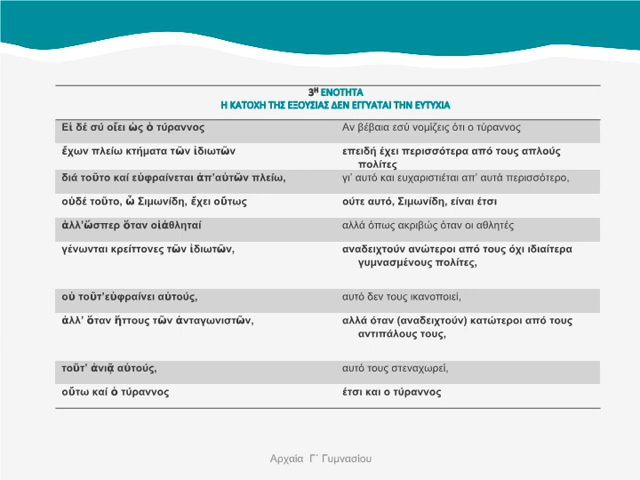 3Η ΕΝΟΤΗΤΑ
Η ΚΑΤΟΧΗ ΤΗΣ ΕΞΟΥΣΙΑΣ ΔΕΝ ΕΓΓΥΑΤΑΙ ΤΗΝ ΕΥΤΥΧΙΑ
Εἰ δέ σύ οἴει ὡς ὁ τύραννος
Αν βέβαια εσύ νομίζεις ότι ο τύραννος
ἔχων πλείω κτήματα τῶν ἰδιωτῶν
επειδή έχει περισσότερα από τους απλούς
πολίτες
διά τοῦτο καί εὐφραίνεται ἀπ'αὐτῶν πλείω,
γι΄ αυτό και ευχαριστιέται απ΄ αυτά περισσότερο,
οὐδέ τοῦτο, ὦ Σιμωνίδη, ἔχει οὕτως
ούτε αυτό, Σιμωνίδη, είναι έτσι
ἀλλ'ὥσπερ ὅταν οἱἀθληταί
αλλά όπως ακριβώς όταν οι αθλητές
γένωνται κρείττονες τῶν ἰδιωτῶν,
αναδειχτούν ανώτεροι από τους όχι ιδιαίτερα
γυμνασμένους πολίτες,
οὐ τοῦτ'εὐφραίνει αὐτούς,
αυτό δεν τους ικανοποιεί,
ἀλλ' ὅταν ἥττους τῶν ἀνταγωνιστῶν,
αλλά όταν (αναδειχτούν) κατώτεροι από τους
αντιπάλους τους,
τοῦτ' ἀνιᾷ αὐτούς,
αυτό τους στεναχωρεί,
οὕτω καί ὁ τύραννος
έτσι και ο τύραννος
Αρχαία Γ΄ Γυμνασίου